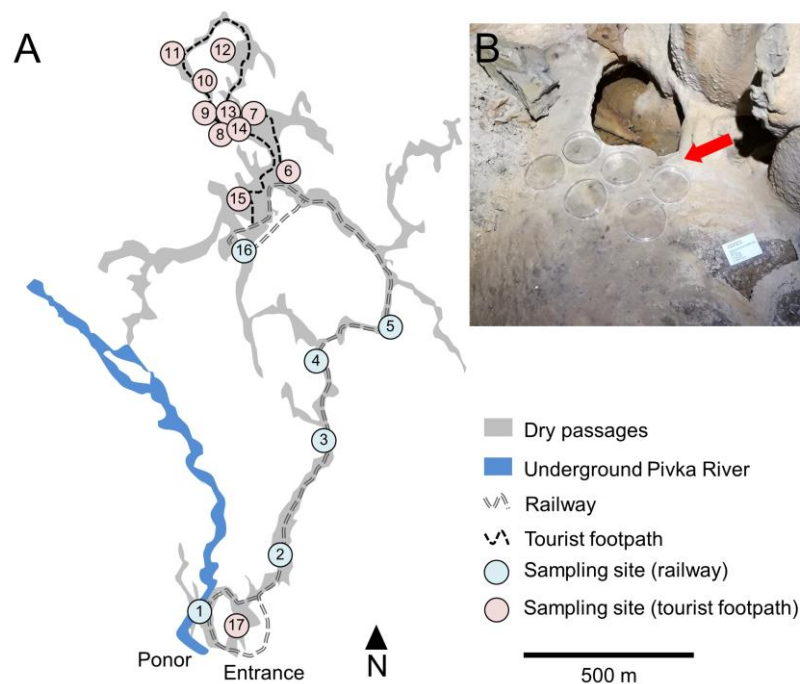 A
B
11
12
10
9
13
7
8
14
6
15
16
5
4
3
2
1
17
Ponor
Entrance
N
Dry passages
Underground Pivka River
Railway
Tourist footpath
Sampling site (railway)
Sampling site (tourist footpath)
500 m